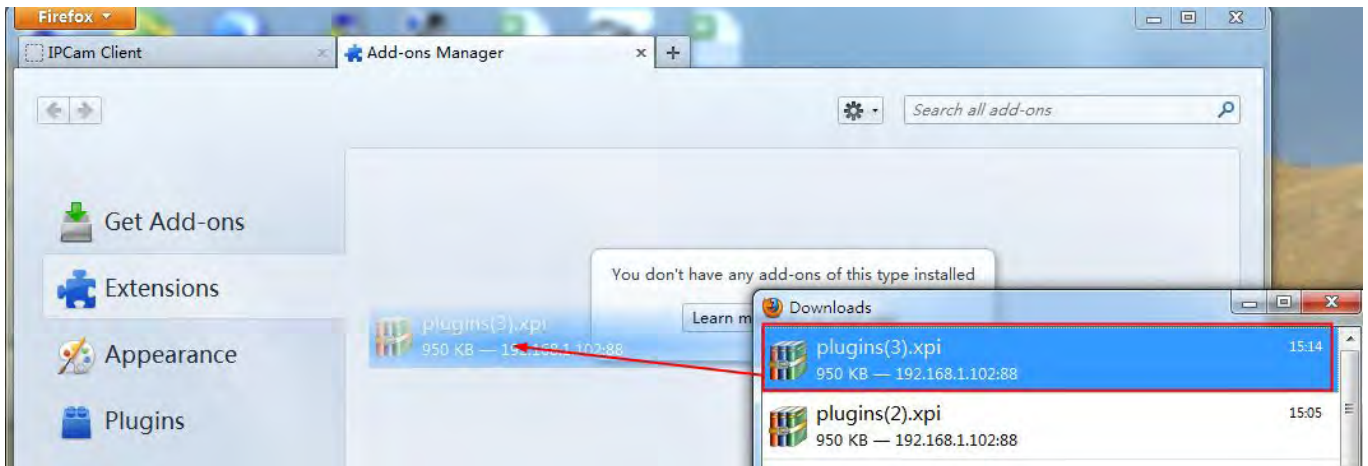 Firefox
IPCam Client
Add-ons Manager
Search all add-ons
Get Add-ons
Extensions
Appearance
Plugins
You don't have any add-ons of this type installed
Learn m
plugins(3).xpi
950 KB — 192.168.1.102:88
Downloads
plugins(3).xpi
15:14
950 KB — 192.168.1.102:88
plugins(2).xpi
15:05
950 KB — 192.168.1.102:88